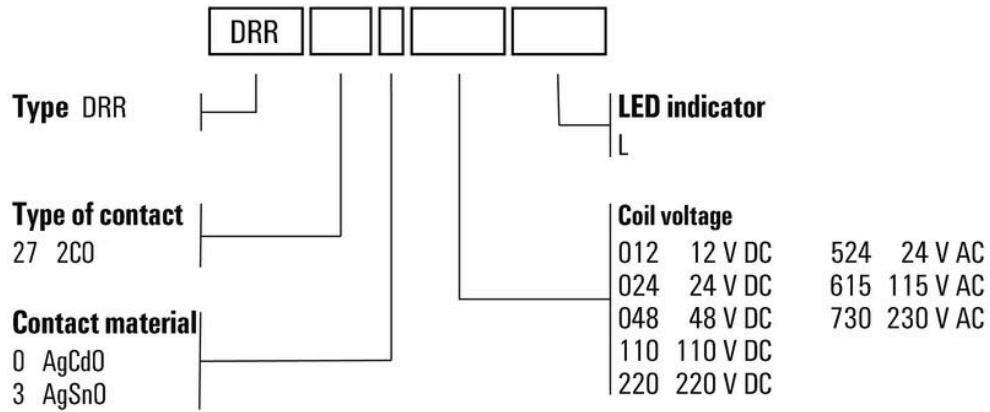 DRR
Type DRR
LED indicator
L
Type of contact
27 2CO
Contact material
0 AgCdO
3 AgSnO
Coil voltage
012 12 V DC 524 24 V AC
024 24 V DC 615 115 V AC
048 48 V DC 730 230 V AC
110 110 V DC
220 220 V DC